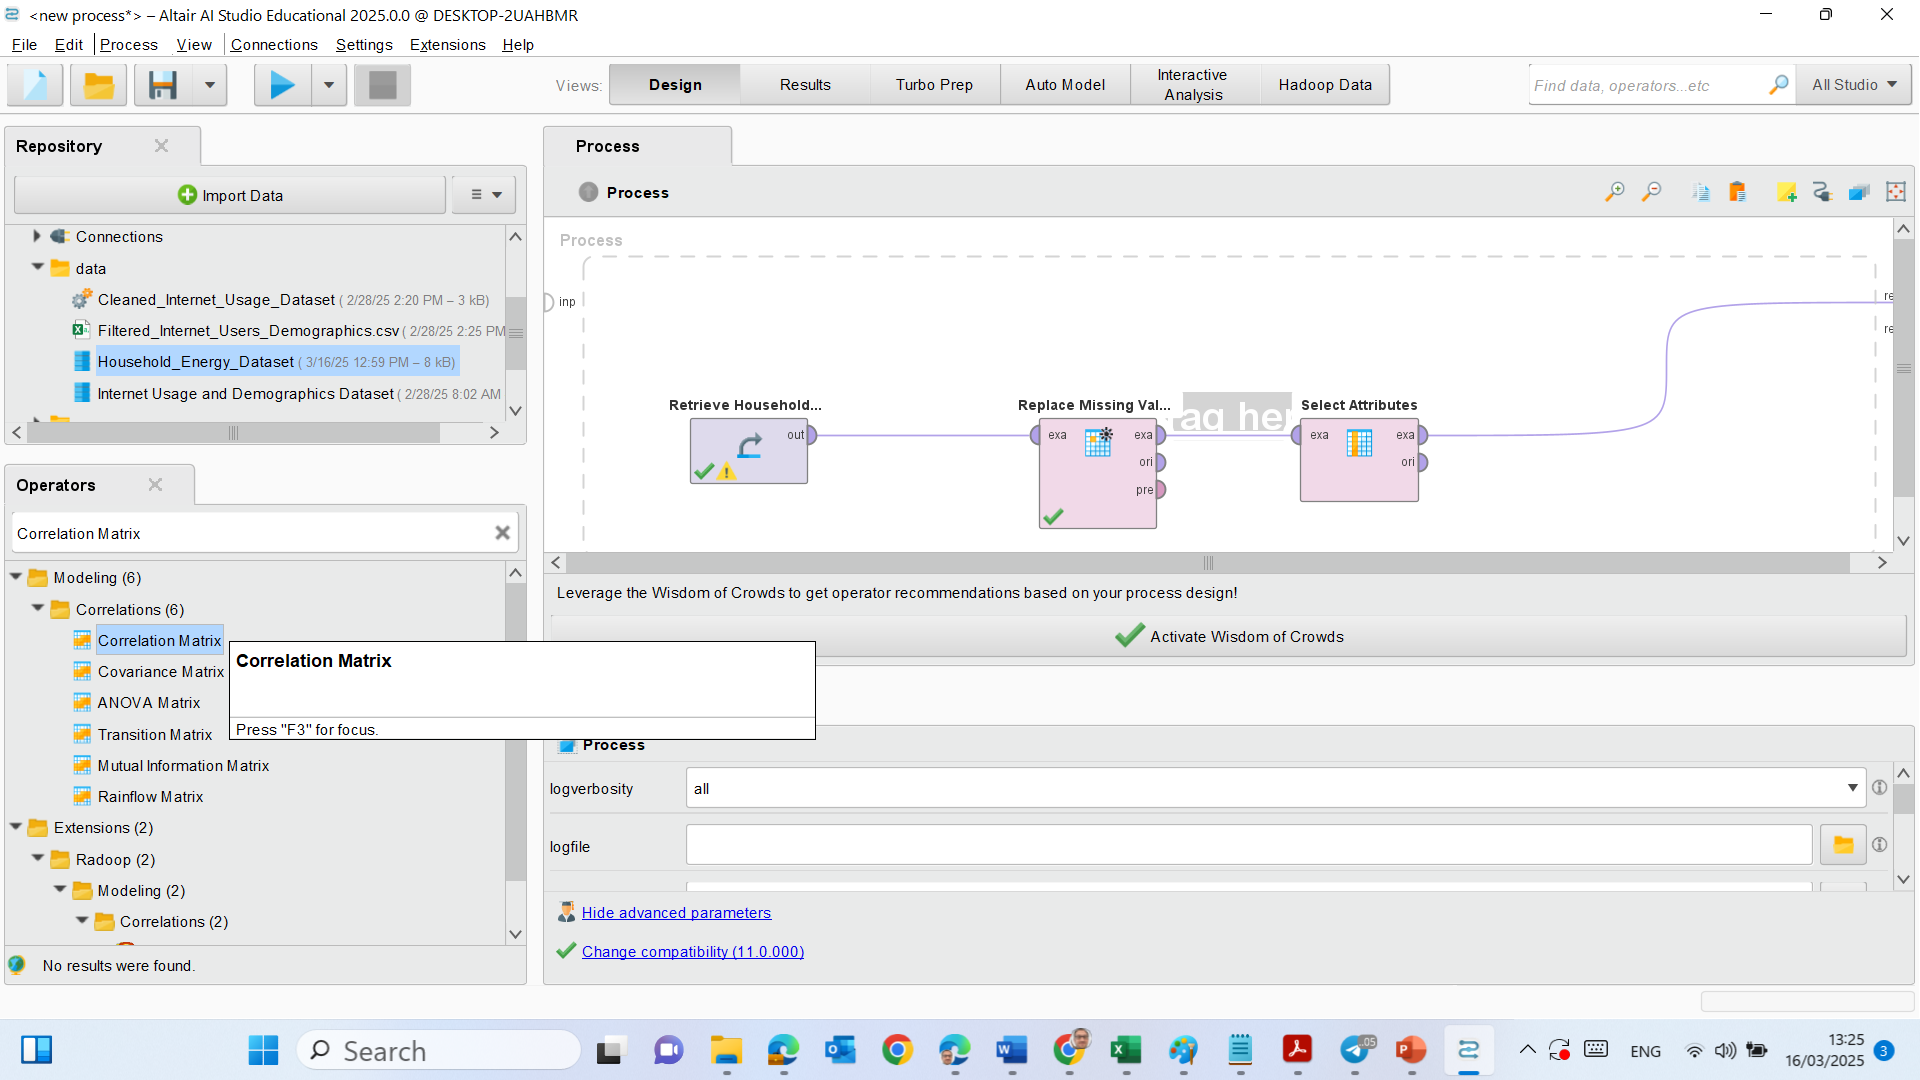 <new process*> – Altair AI Studio Educational 2025.0.0 @ DESKTOP-2UAHBMR
File Edit Process View Connections Settings Extensions Help
Views: Design Results Turbo Prep Auto Model Interactive Analysis Hadoop Data
Find data, operators...etc
All Studio
Repository
Import Data
Connections
data
Cleaned_Internet_Usage_Dataset ( 2/28/25 2:20 PM – 3 kB)
Filtered_Internet_Users_Demographics.csv ( 2/28/25 2:25 PM
Household_Energy_Dataset ( 3/16/25 12:59 PM – 8 kB)
Internet Usage and Demographics Dataset ( 2/28/25 8:02 AM
Operators
Correlation Matrix
Modeling (6)
Correlations (6)
Correlation Matrix
Covariance Matrix
ANOVA Matrix
Transition Matrix
Mutual Information Matrix
Rainflow Matrix
Extensions (2)
Radoop (2)
Modeling (2)
Correlations (2)
No results were found.
Correlation Matrix
Press "F3" for focus.
Process
Process
Process
inp
Retrieve Household...
out
Replace Missing Val...
exa exa
ori
pre
Select Attributes
exa exa
ori
re
re
Leverage the Wisdom of Crowds to get operator recommendations based on your process design!
Activate Wisdom of Crowds
Process
logverbosity all
logfile
Hide advanced parameters
Change compatibility (11.0.000)
Search
..05
ENG
13:25
16/03/2025
3